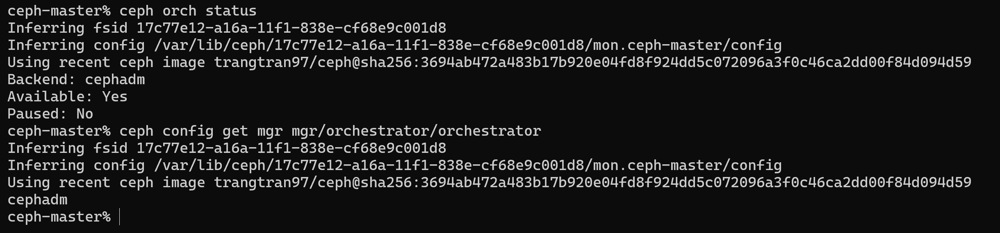 ceph-master% ceph orch status
Inferring fsid 17c77e12-a16a-11f1-838e-cf68e9c001d8
Inferring config /var/lib/ceph/17c77e12-a16a-11f1-838e-cf68e9c001d8/mon.ceph-master/config
Using recent ceph image trangtran97/ceph@sha256:3694ab472a483b17b920e04fd8f924dd5c072096a3f0c46ca2dd00f84d094d59
Backend: cephadm
Available: Yes
Paused: No
ceph-master% ceph config get mgr mgr/orchestrator/orchestrator
Inferring fsid 17c77e12-a16a-11f1-838e-cf68e9c001d8
Inferring config /var/lib/ceph/17c77e12-a16a-11f1-838e-cf68e9c001d8/mon.ceph-master/config
Using recent ceph image trangtran97/ceph@sha256:3694ab472a483b17b920e04fd8f924dd5c072096a3f0c46ca2dd00f84d094d59
cephadm
ceph-master%